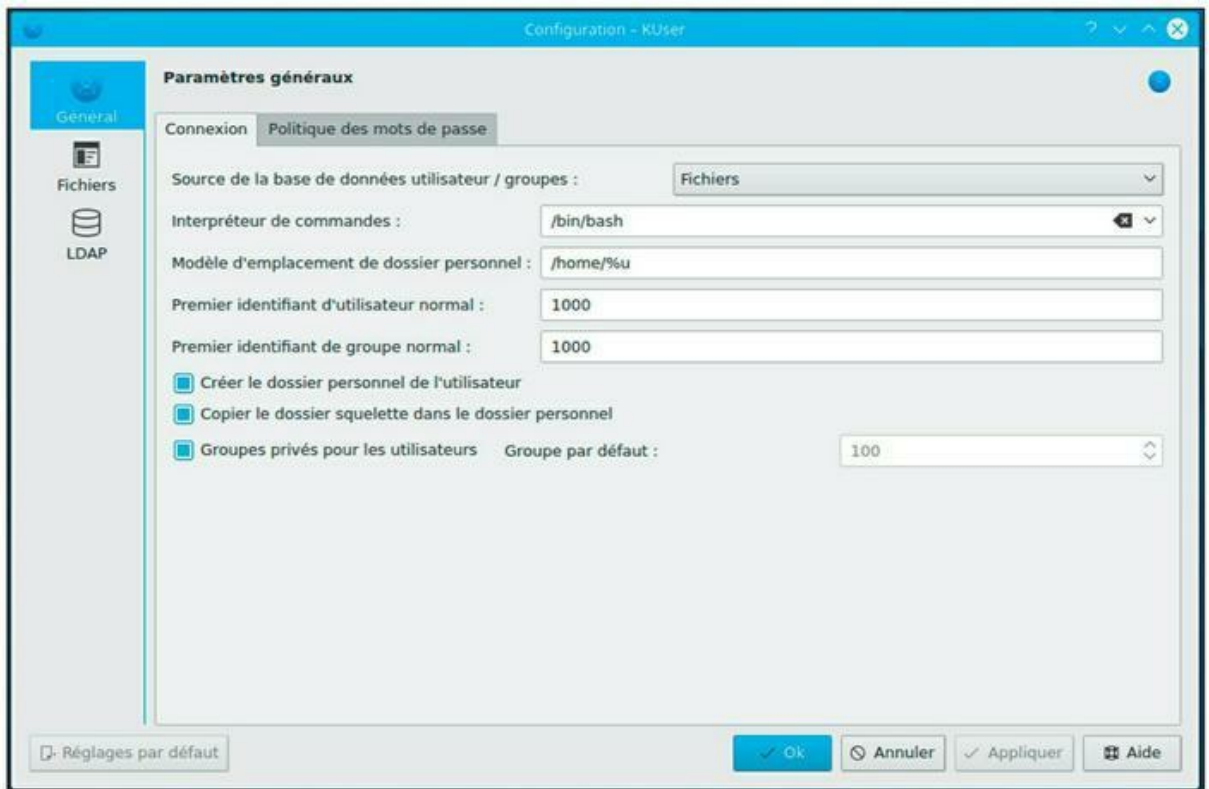 Configuration – KUser
Général
Fichiers
LDAP
Paramètres généraux
Connexion
Politique des mots de passe
Source de la base de données utilisateur / groupes : Fichiers
Interpréteur de commandes : /bin/bash
Modèle d'emplacement de dossier personnel : /home/%u
Premier identifiant d'utilisateur normal : 1000
Premier identifiant de groupe normal : 1000
Créer le dossier personnel de l'utilisateur
Copier le dossier squelette dans le dossier personnel
Groupes privés pour les utilisateurs Groupe par défaut : 100
Réglages par défaut
Ok
Annuler
Appliquer
Aide